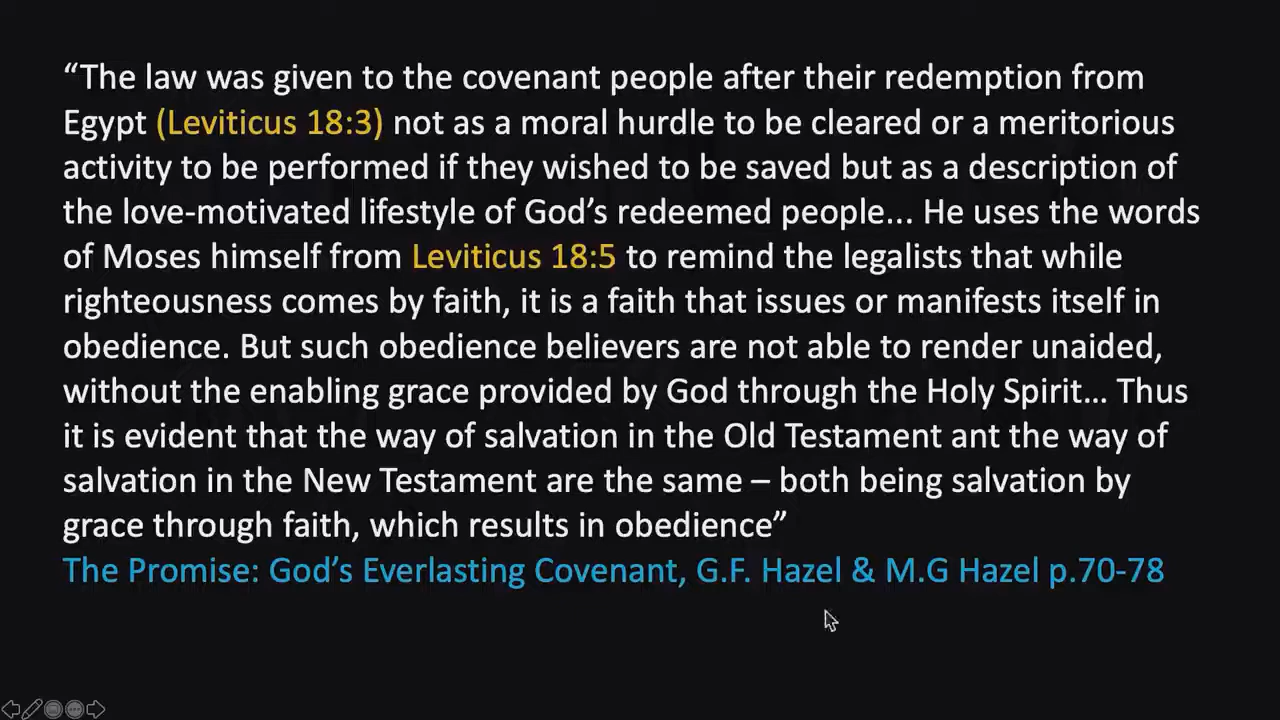 “The law was given to the covenant people after their redemption from
Egypt (Leviticus 18:3) not as a moral hurdle to be cleared or a meritorious
activity to be performed if they wished to be saved but as a description of
the love-motivated lifestyle of God’s redeemed people... He uses the words
of Moses himself from Leviticus 18:5 to remind the legalists that while
righteousness comes by faith, it is a faith that issues or manifests itself in
obedience. But such obedience believers are not able to render unaided,
without the enabling grace provided by God through the Holy Spirit... Thus
it is evident that the way of salvation in the Old Testament ant the way of
salvation in the New Testament are the same – both being salvation by
grace through faith, which results in obedience”
The Promise: God’s Everlasting Covenant, G.F. Hazel & M.G Hazel p.70-78